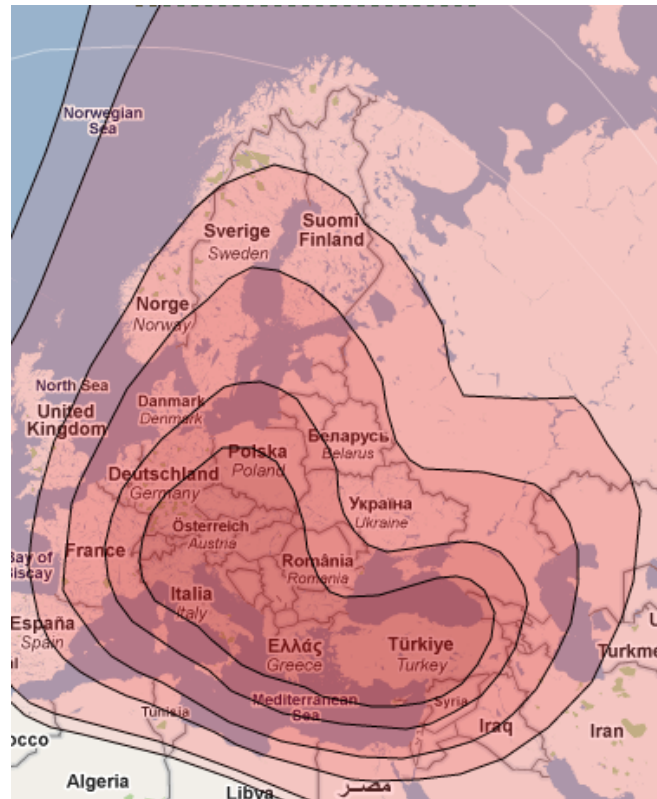 Norwegian
Sea
Suomi
Finland
Sverige
Sweden
Norge
Norway
North Sea
United
Kingdom
Danmark
Denmark
Беларусь
Belarus
Polska
Poland
Deutschland
Germany
Україна
Ukraine
Österreich
Austria
France
Bay of
Biscay
România
Romania
Italia
Italy
España
Spain
Ελλάς
Greece
Türkiye
Turkey
Turkme
Mediterranean
Sea
Syria
Tunisia
Iraq
Iran
occo
Algeria
Libya
مصر